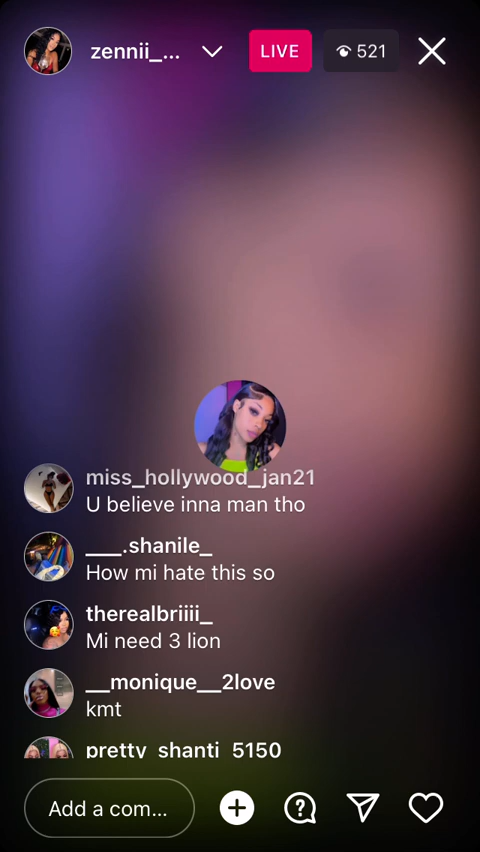 zennii_...
LIVE
521
miss_hollywood_jan21
U believe inna man tho
___.shanile_
How mi hate this so
therealbriiii_
Mi need 3 lion
__monique__2love
kmt
pretty_shanti_5150
Add a com...